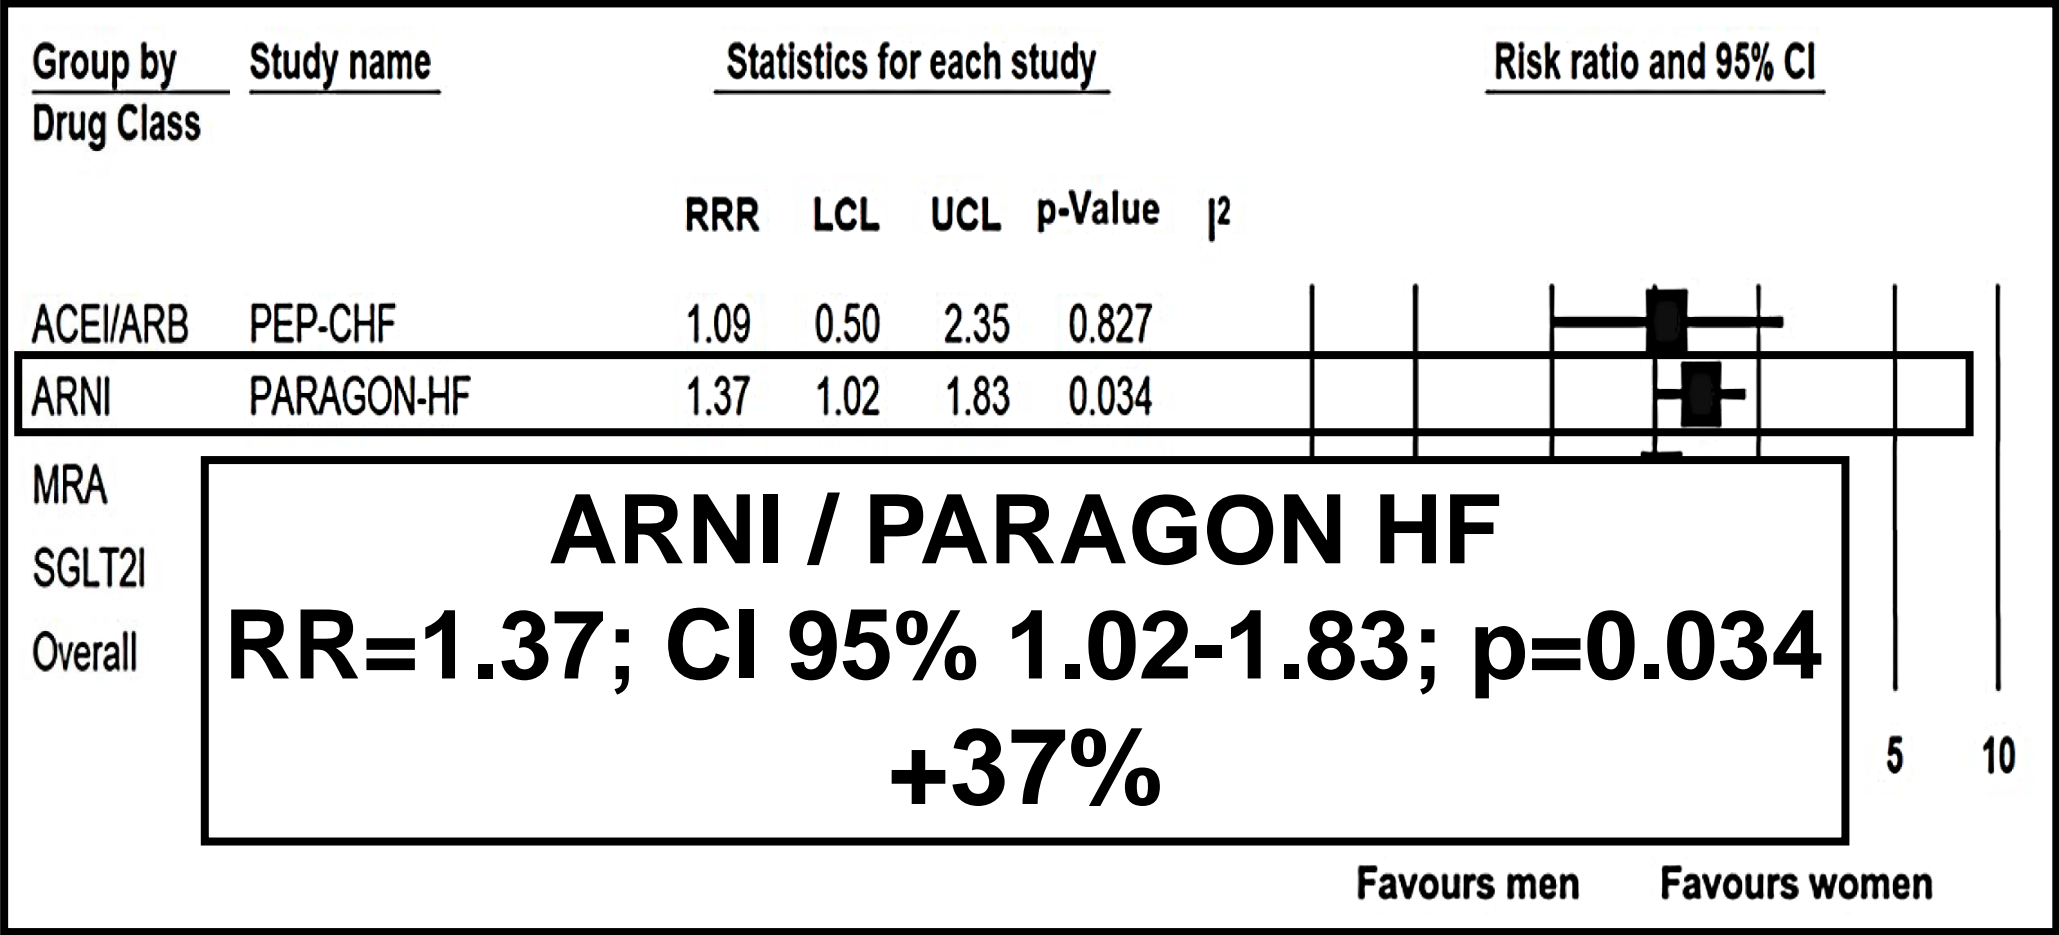 Group by Study name Statistics for each study Risk ratio and 95% CI
Drug Class
RRR LCL UCL p-Value I²
ACEI/ARB PEP-CHF 1.09 0.50 2.35 0.827
ARNI PARAGON-HF 1.37 1.02 1.83 0.034
MRA
SGLT2I
Overall
ARNI / PARAGON HF
RR=1.37; CI 95% 1.02-1.83; p=0.034
+37%
5 10
Favours men Favours women